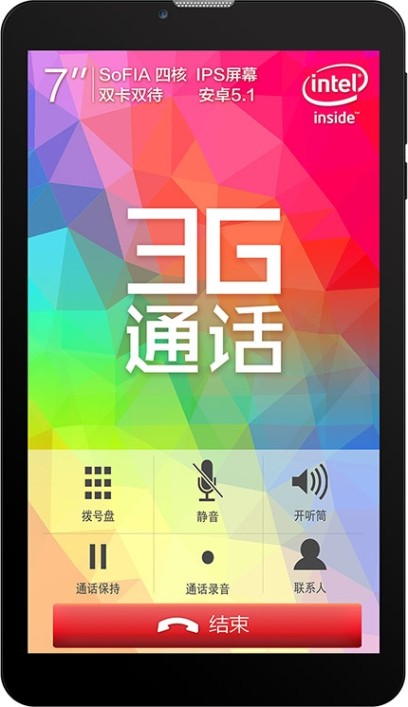 7″
SoFIA 四核 IPS屏幕
双卡双待 安卓5.1
intel
inside™
3G
通话
拨号盘 静音 开听筒
通话保持 通话录音 联系人
结束